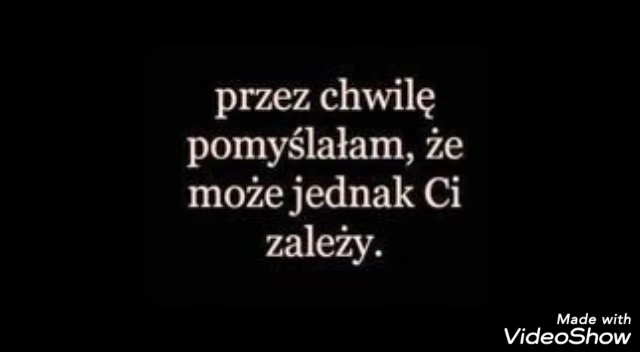 przez chwilę
pomyślałam, że
może jednak Ci
zależy.
Made with
VideoShow